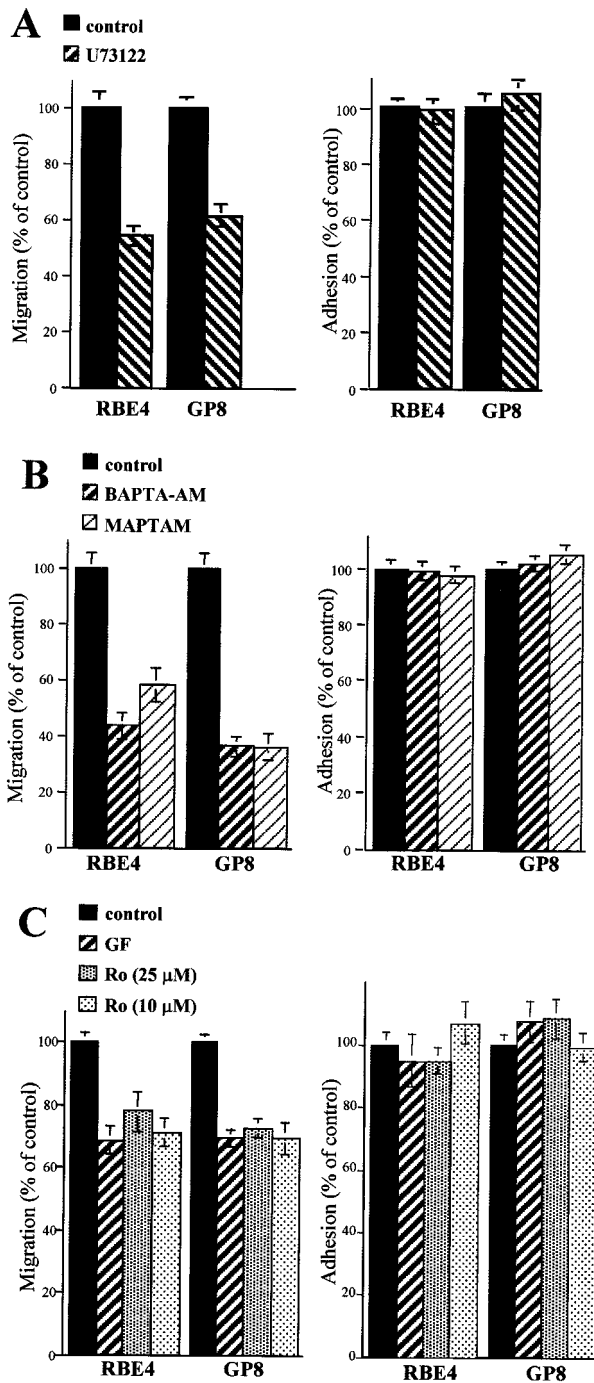 A
control
U73122
Migration (% of control)
100
80
60
40
20
0
RBE4 GP8
Adhesion (% of control)
100
80
60
40
20
0
RBE4 GP8
B
control
BAPTA-AM
MAPTAM
Migration (% of control)
100
80
60
40
20
0
RBE4 GP8
Adhesion (% of control)
100
80
60
40
20
0
RBE4 GP8
C
control
GF
Ro (25 µM)
Ro (10 µM)
Migration (% of control)
100
80
60
40
20
0
RBE4 GP8
Adhesion (% of control)
100
80
60
40
20
0
RBE4 GP8